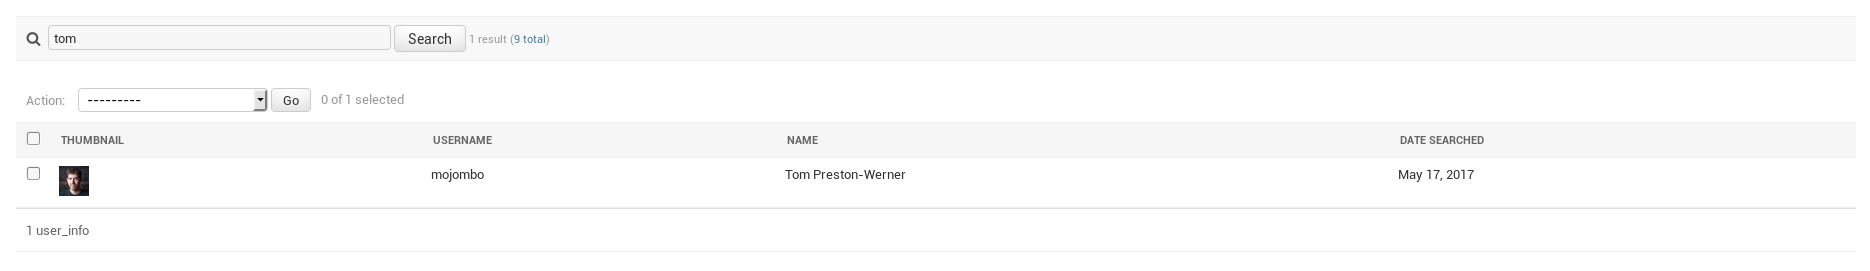 tom Search 1 result (9 total)
Action: --------- Go 0 of 1 selected
THUMBNAIL USERNAME NAME DATE SEARCHED
mojombo Tom Preston-Werner May 17, 2017
1 user_info